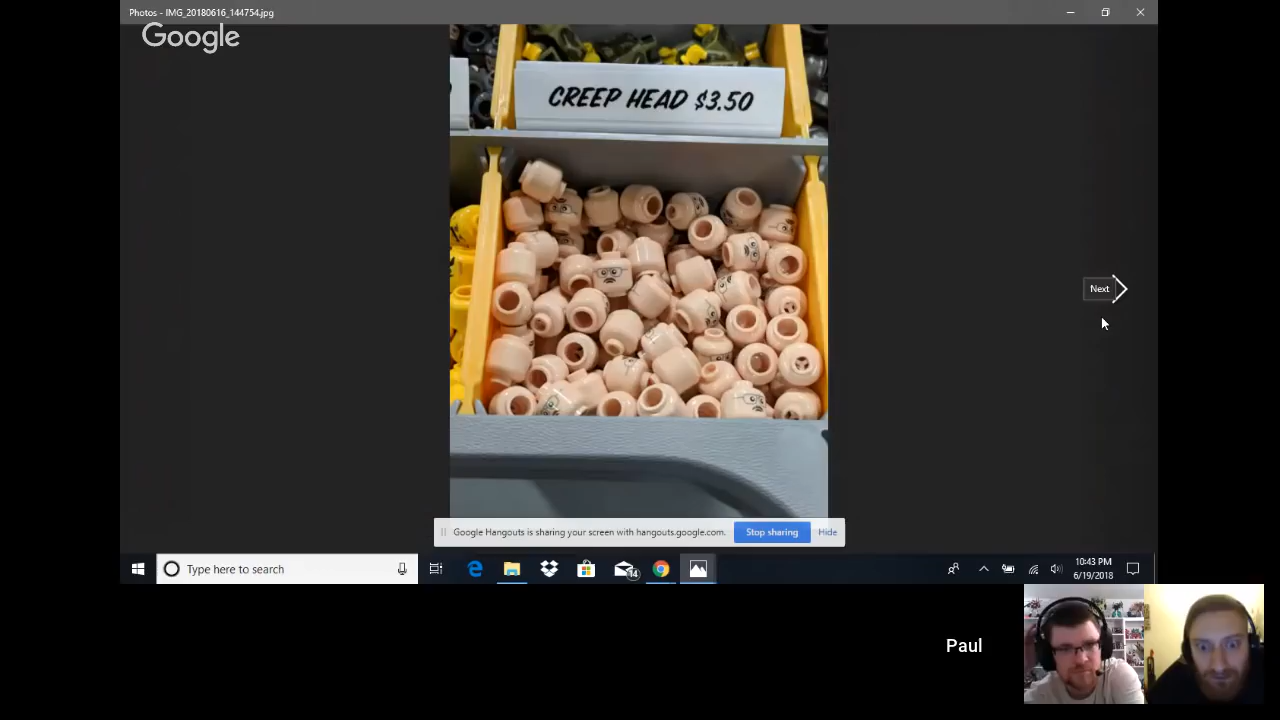 Photos - IMG_20180616_144754.jpg
Google
CREEP HEAD $3.50
Next
Google Hangouts is sharing your screen with hangouts.google.com.
Stop sharing
Hide
Type here to search
14
10:43 PM
6/19/2018
Paul